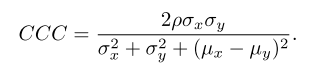 $CCC = \frac{2\rho\sigma_x\sigma_y}{\sigma_x^2 + \sigma_y^2 + (\mu_x - \mu_y)^2}.$